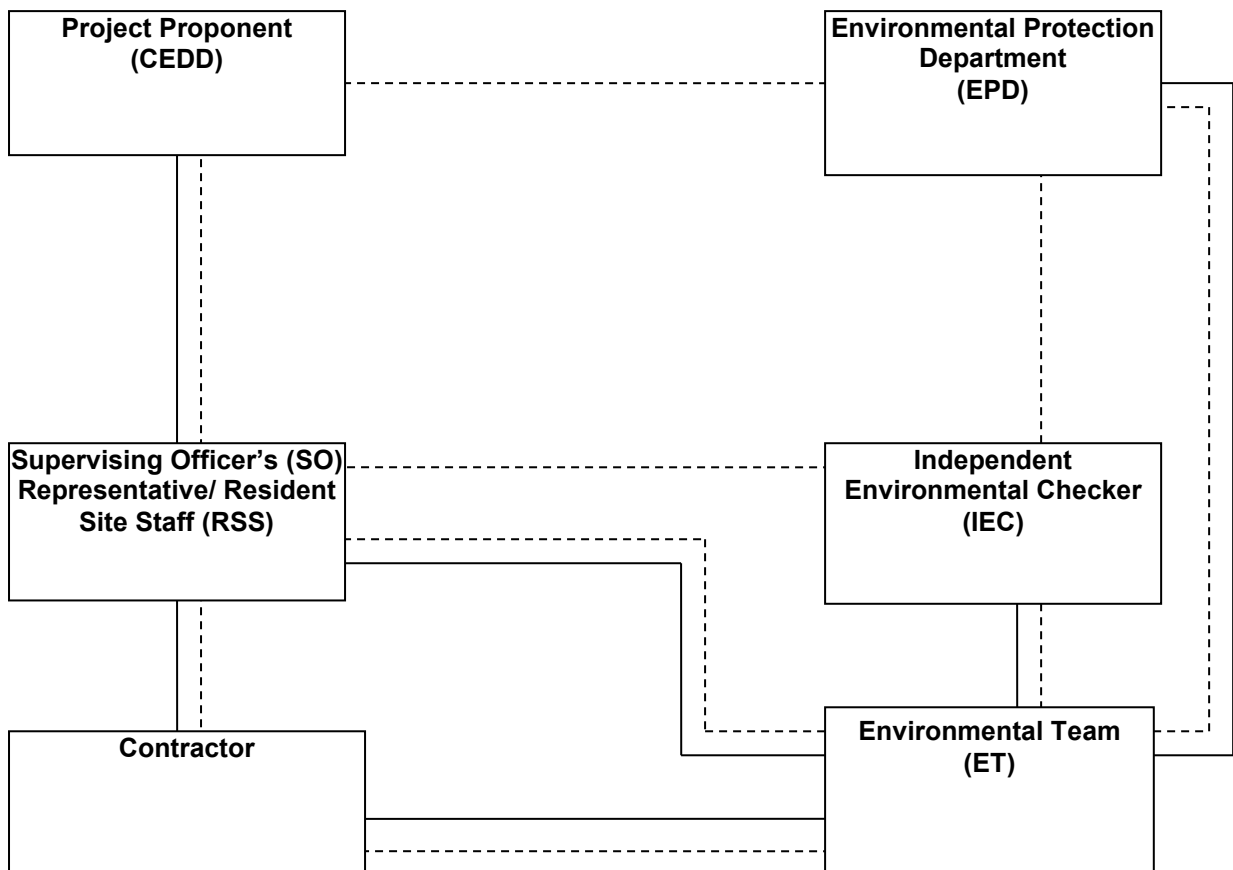 Project Proponent
(CEDD)
Environmental Protection
Department
(EPD)
Supervising Officer's (SO)
Representative/ Resident
Site Staff (RSS)
Independent
Environmental Checker
(IEC)
Contractor
Environmental Team
(ET)